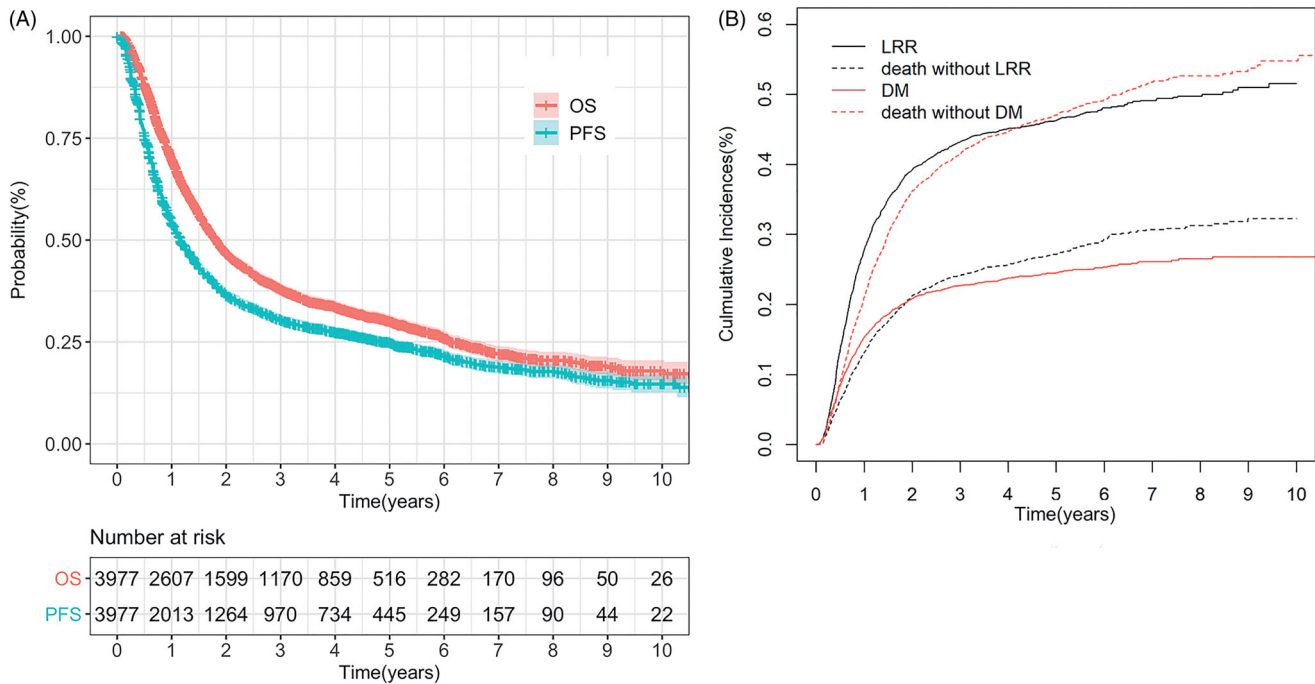 (A)
1.00
0.75
0.50
0.25
0.00
Probability(%)
OS
PFS
0 1 2 3 4 5 6 7 8 9 10
Time(years)
Number at risk
OS 3977 2607 1599 1170 859 516 282 170 96 50 26
PFS 3977 2013 1264 970 734 445 249 157 90 44 22
0 1 2 3 4 5 6 7 8 9 10
Time(years)
(B)
0.6
0.5
0.4
0.3
0.2
0.1
0.0
Culmulative Incidences(%)
LRR
death without LRR
DM
death without DM
0 1 2 3 4 5 6 7 8 9 10
Time(years)